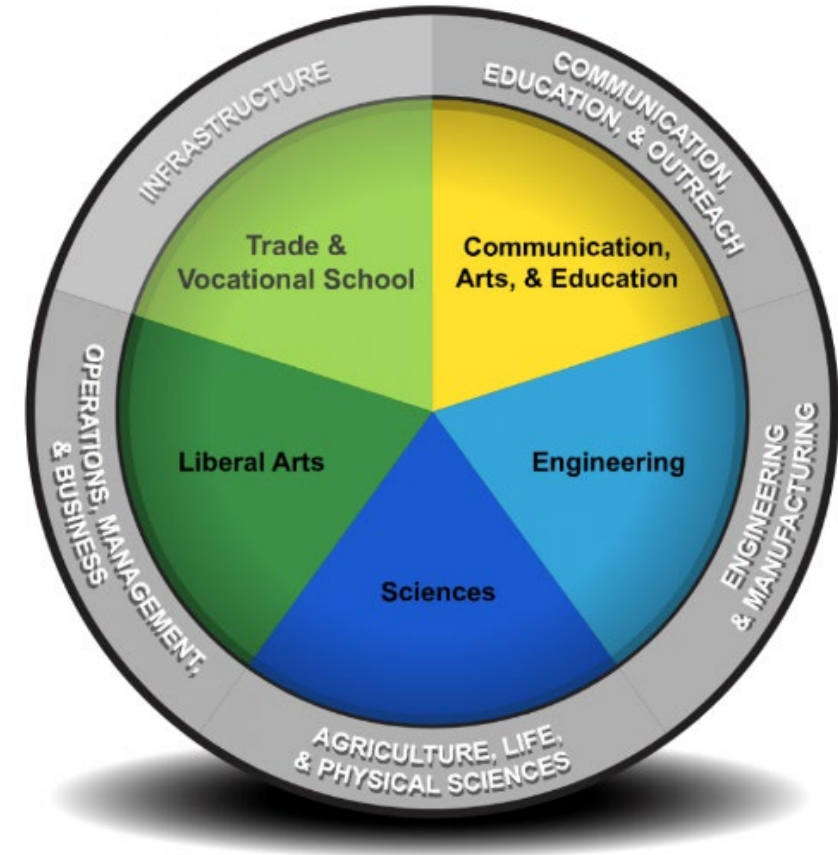 INFRASTRUCTURE
COMMUNICATION,
EDUCATION, & OUTREACH
Trade &
Vocational School
Communication,
Arts, & Education
OPERATIONS, MANAGEMENT,
& BUSINESS
Liberal Arts
Engineering
ENGINEERING
& MANUFACTURING
Sciences
AGRICULTURE, LIFE,
& PHYSICAL SCIENCES